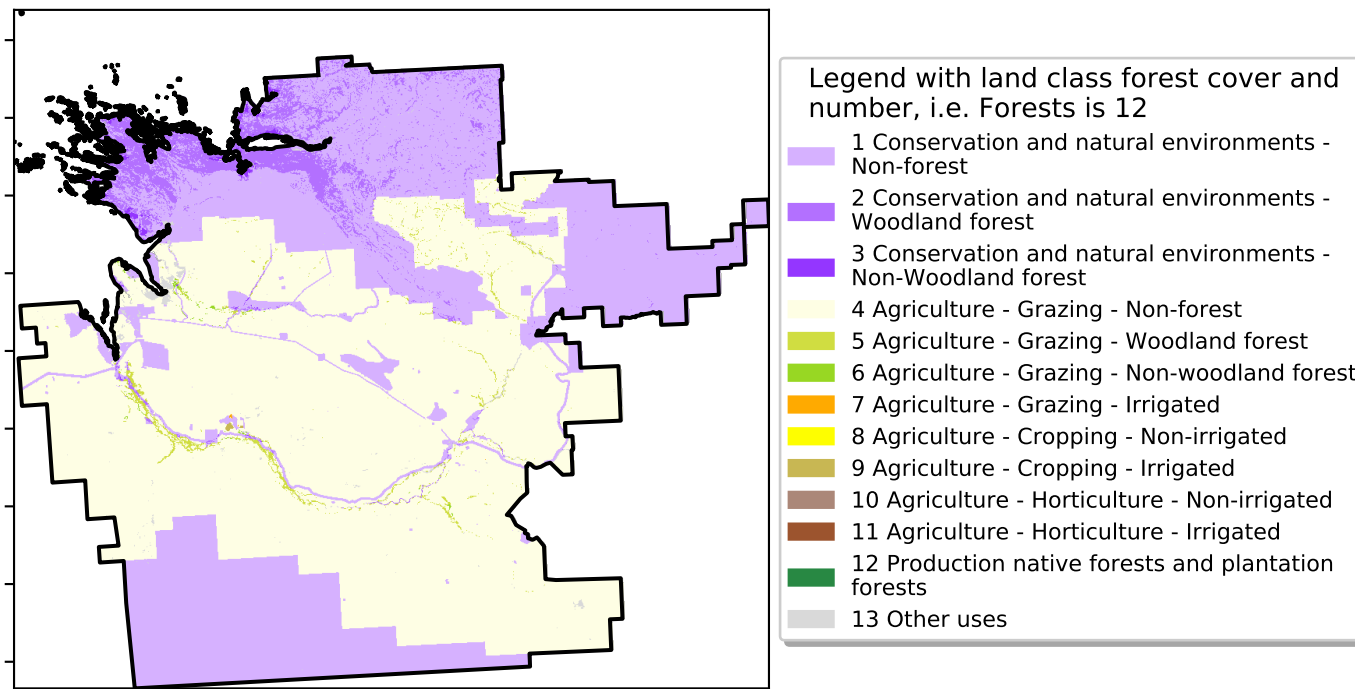 Legend with land class forest cover and
number, i.e. Forests is 12
1 Conservation and natural environments -
Non-forest
2 Conservation and natural environments -
Woodland forest
3 Conservation and natural environments -
Non-Woodland forest
4 Agriculture - Grazing - Non-forest
5 Agriculture - Grazing - Woodland forest
6 Agriculture - Grazing - Non-woodland forest
7 Agriculture - Grazing - Irrigated
8 Agriculture - Cropping - Non-irrigated
9 Agriculture - Cropping - Irrigated
10 Agriculture - Horticulture - Non-irrigated
11 Agriculture - Horticulture - Irrigated
12 Production native forests and plantation
forests
13 Other uses